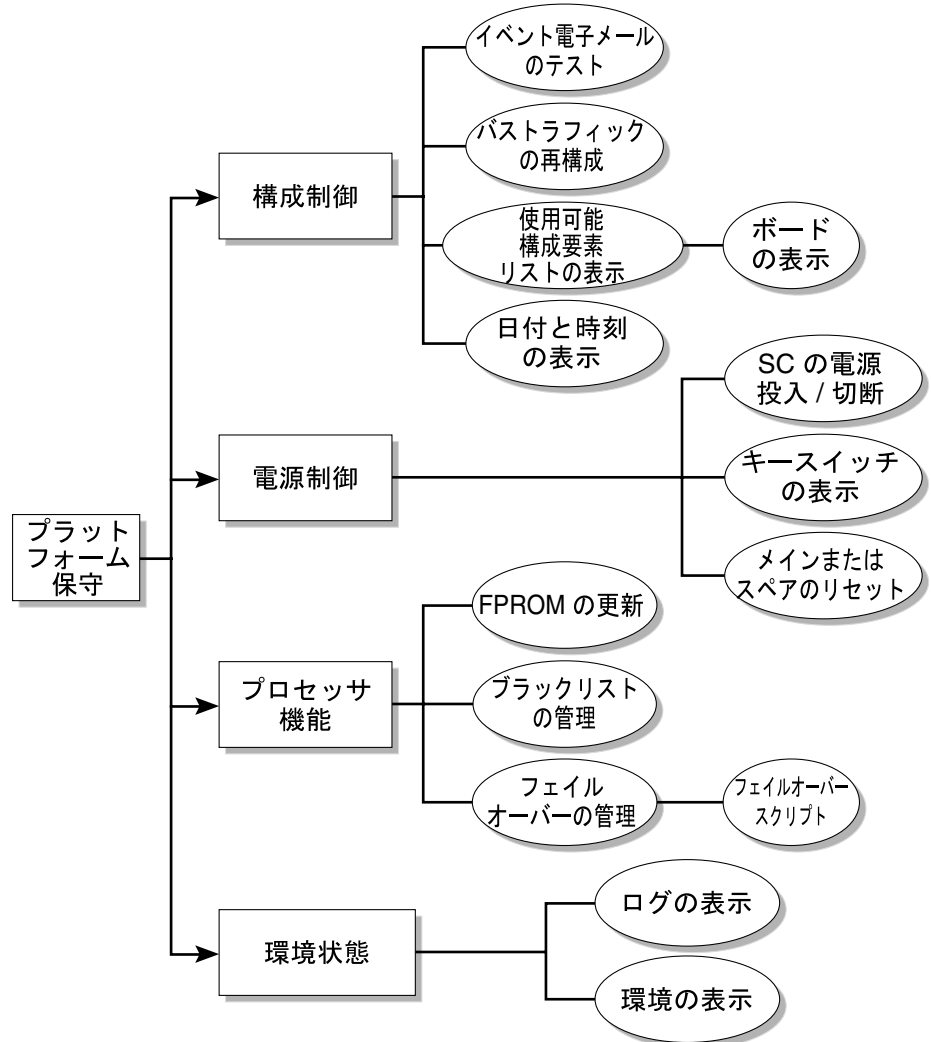 プラット
フォーム
保守
構成制御
イベント電子メール
のテスト
バストラフィック
の再構成
使用可能
構成要素
リストの表示
ボード
の表示
日付と時刻
の表示
電源制御
SC の電源
投入 / 切断
キースイッチ
の表示
メインまたは
スペアのリセット
プロセッサ
機能
FPROM の更新
ブラックリスト
の管理
フェイル
オーバーの管理
フェイルオーバー
スクリプト
環境状態
ログの表示
環境の表示